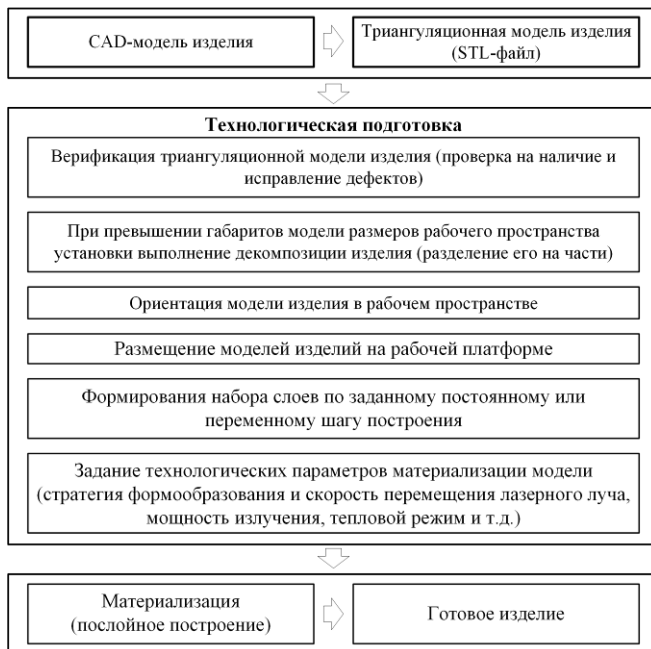 CAD-модель изделия
Триангуляционная модель изделия
(STL-файл)
Технологическая подготовка
Верификация триангуляционной модели изделия (проверка на наличие и
исправление дефектов)
При превышении габаритов модели размеров рабочего пространства
установки выполнение декомпозиции изделия (разделение его на части)
Ориентация модели изделия в рабочем пространстве
Размещение моделей изделий на рабочей платформе
Формирования набора слоев по заданному постоянному или
переменному шагу построения
Задание технологических параметров материализации модели
(стратегия формообразования и скорость перемещения лазерного луча,
мощность излучения, тепловой режим и т.д.)
Материализация
(послойное построение)
Готовое изделие